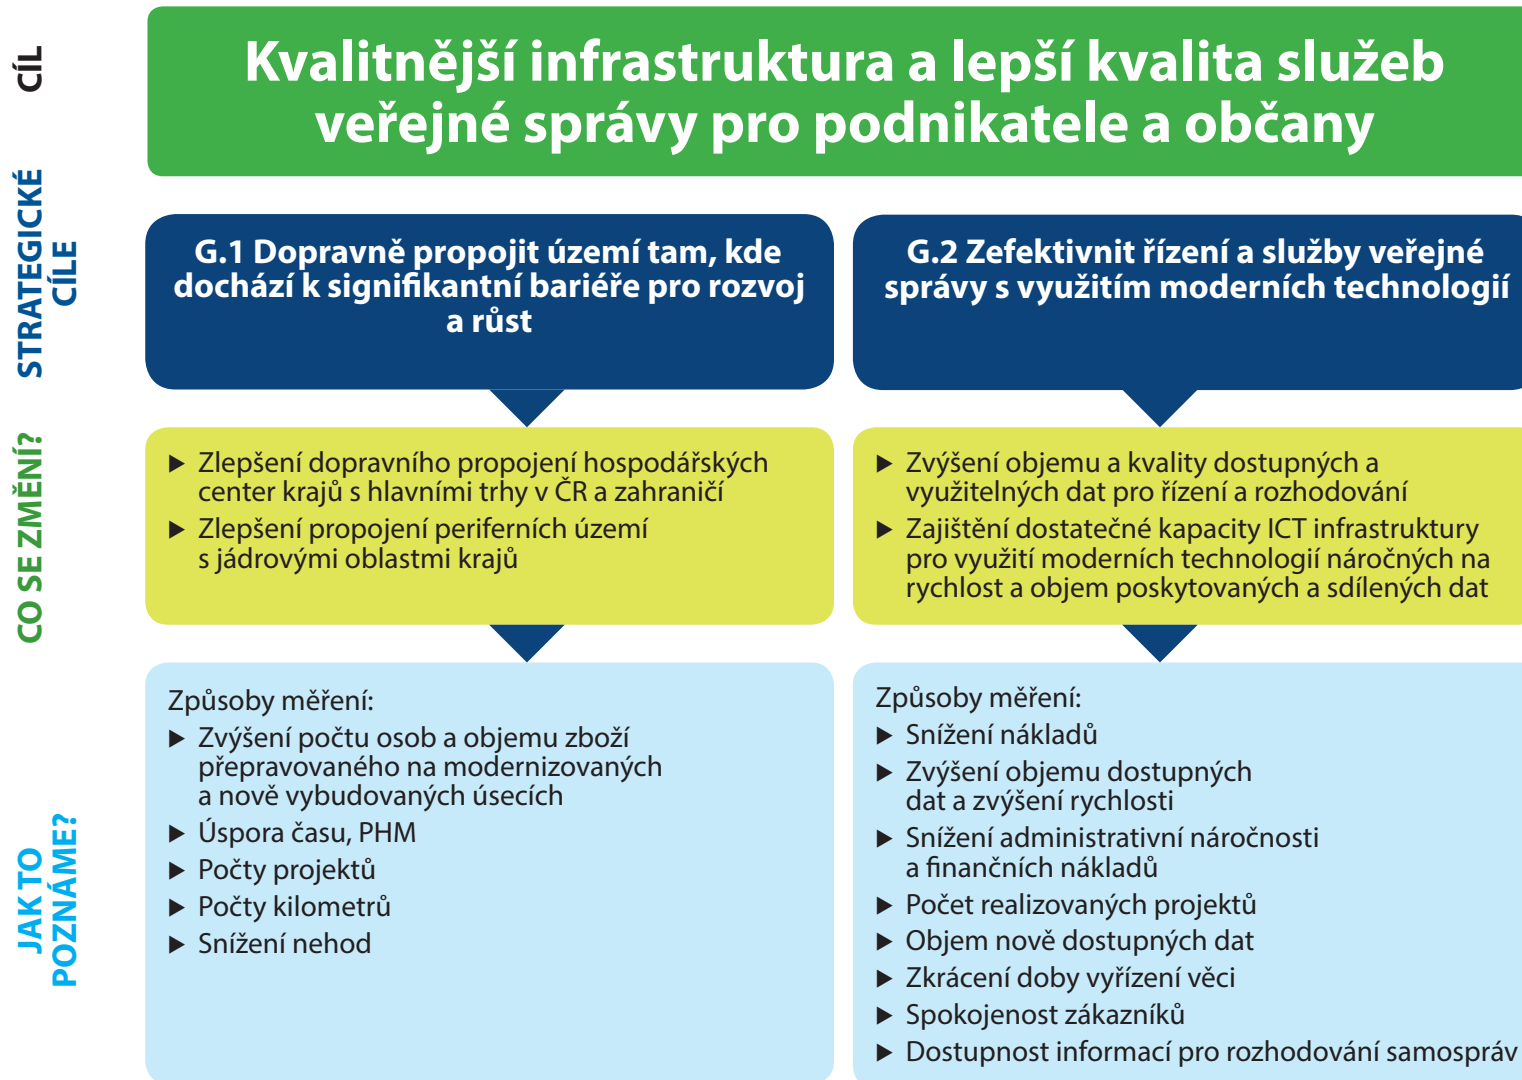 CÍL
Kvalitnější infrastruktura a lepší kvalita služeb
veřejné správy pro podnikatele a občany
STRATEGICKÉ
CÍLE
G.1 Dopravně propojit území tam, kde
dochází k signifikantní bariéře pro rozvoj
a růst
G.2 Zefektivnit řízení a služby veřejné
správy s využitím moderních technologií
CO SE ZMĚNÍ?
▶ Zlepšení dopravního propojení hospodářských
center krajů s hlavními trhy v ČR a zahraničí
▶ Zlepšení propojení periferních území
s jádrovými oblastmi krajů
▶ Zvýšení objemu a kvality dostupných a
využitelných dat pro řízení a rozhodování
▶ Zajištění dostatečné kapacity ICT infrastruktury
pro využití moderních technologií náročných na
rychlost a objem poskytovaných a sdílených dat
JAK TO
POZNÁME?
Způsoby měření:
▶ Zvýšení počtu osob a objemu zboží
přepravovaného na modernizovaných
a nově vybudovaných úsecích
▶ Úspora času, PHM
▶ Počty projektů
▶ Počty kilometrů
▶ Snížení nehod
Způsoby měření:
▶ Snížení nákladů
▶ Zvýšení objemu dostupných
dat a zvýšení rychlosti
▶ Snížení administrativní náročnosti
a finančních nákladů
▶ Počet realizovaných projektů
▶ Objem nově dostupných dat
▶ Zkrácení doby vyřízení věci
▶ Spokojenost zákazníků
▶ Dostupnost informací pro rozhodování samospráv